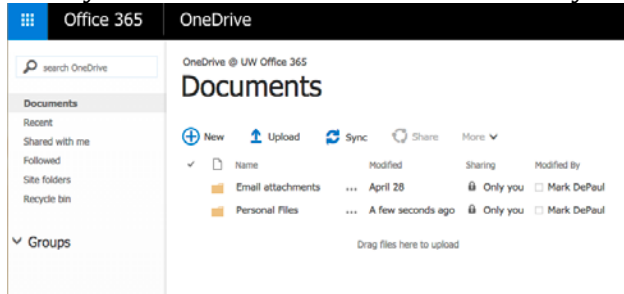 Office 365 OneDrive
search OneDrive
Documents
Recent
Shared with me
Followed
Site folders
Recycle bin
Groups
OneDrive @ UW Office 365
Documents
New Upload Sync Share More
Name Modified Sharing Modified By
Email attachments ... April 28 Only you Mark DePaul
Personal Files ... A few seconds ago Only you Mark DePaul
Drag files here to upload